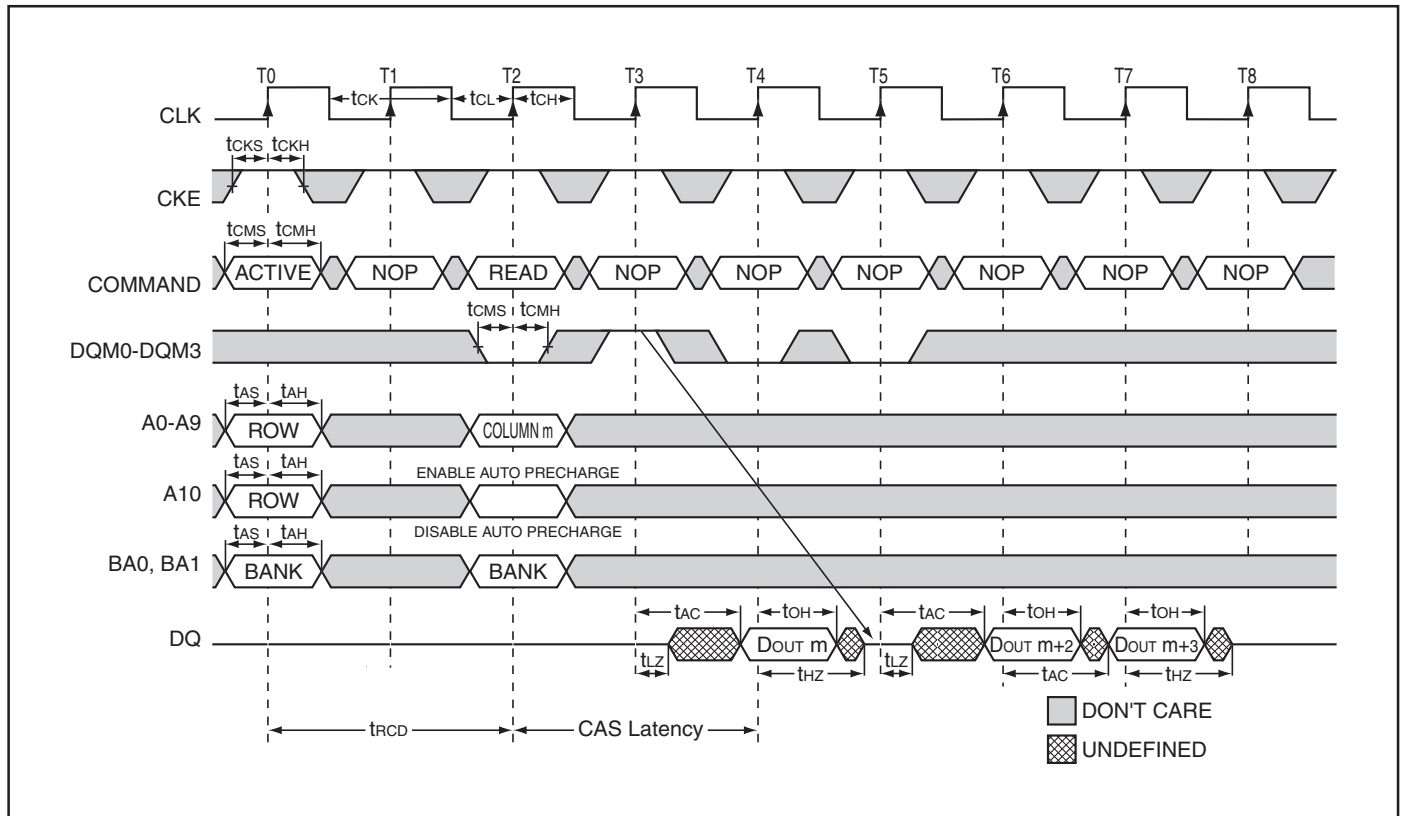 T0 T1 T2 T3 T4 T5 T6 T7 T8
CLK tCK tCL tCH
tCKS tCKH
CKE
tCMS tCMH
COMMAND ACTIVE NOP READ NOP NOP NOP NOP NOP NOP
tCMS tCMH
DQM0-DQM3
tAS tAH
A0-A9 ROW COLUMN m
tAS tAH ENABLE AUTO PRECHARGE
A10 ROW
tAS tAH DISABLE AUTO PRECHARGE
BA0, BA1 BANK BANK
tAC tOH tAC tOH tOH
DQ DOUT m DOUT m+2 DOUT m+3
tLZ tHZ tLZ tAC tHZ
DON'T CARE
tRCD CAS Latency
UNDEFINED